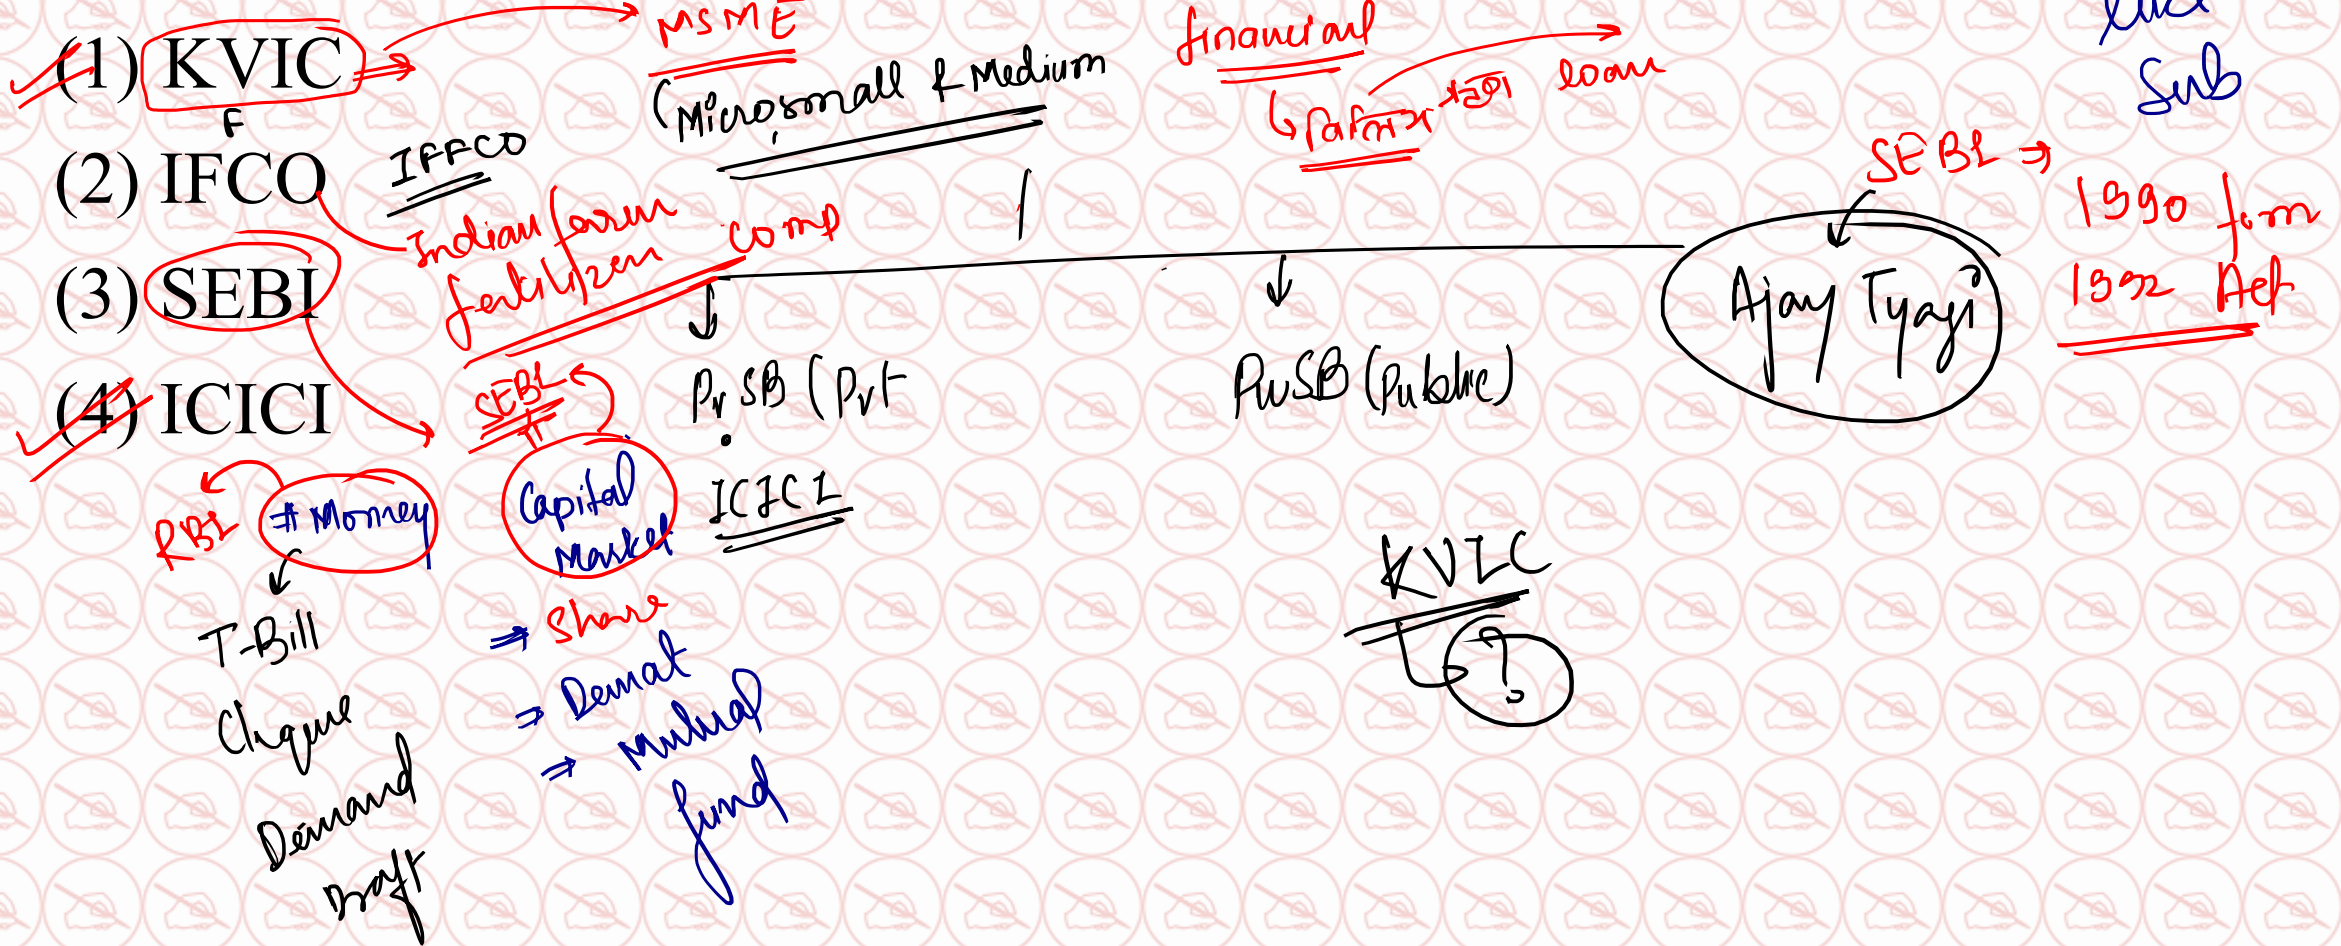 (1) KVIC
MSME
(Micro, small & Medium
financial
loan
Sub
F
(2) IFCO
IFFCO
Indian farm
fertilizer comp
SEBI ⇒
1990 form
1992 Act
(3) SEBI
Ajay Tyagi
(4) ICICI
SEBI
Pr SB (Prt
PuSB (Public)
RBI # Money
Capital
Market
ICICI
KVIC
?
T-Bill
Cheque
Demand
Draft
⇒ Share
⇒ Demat
⇒ Mutual
fund